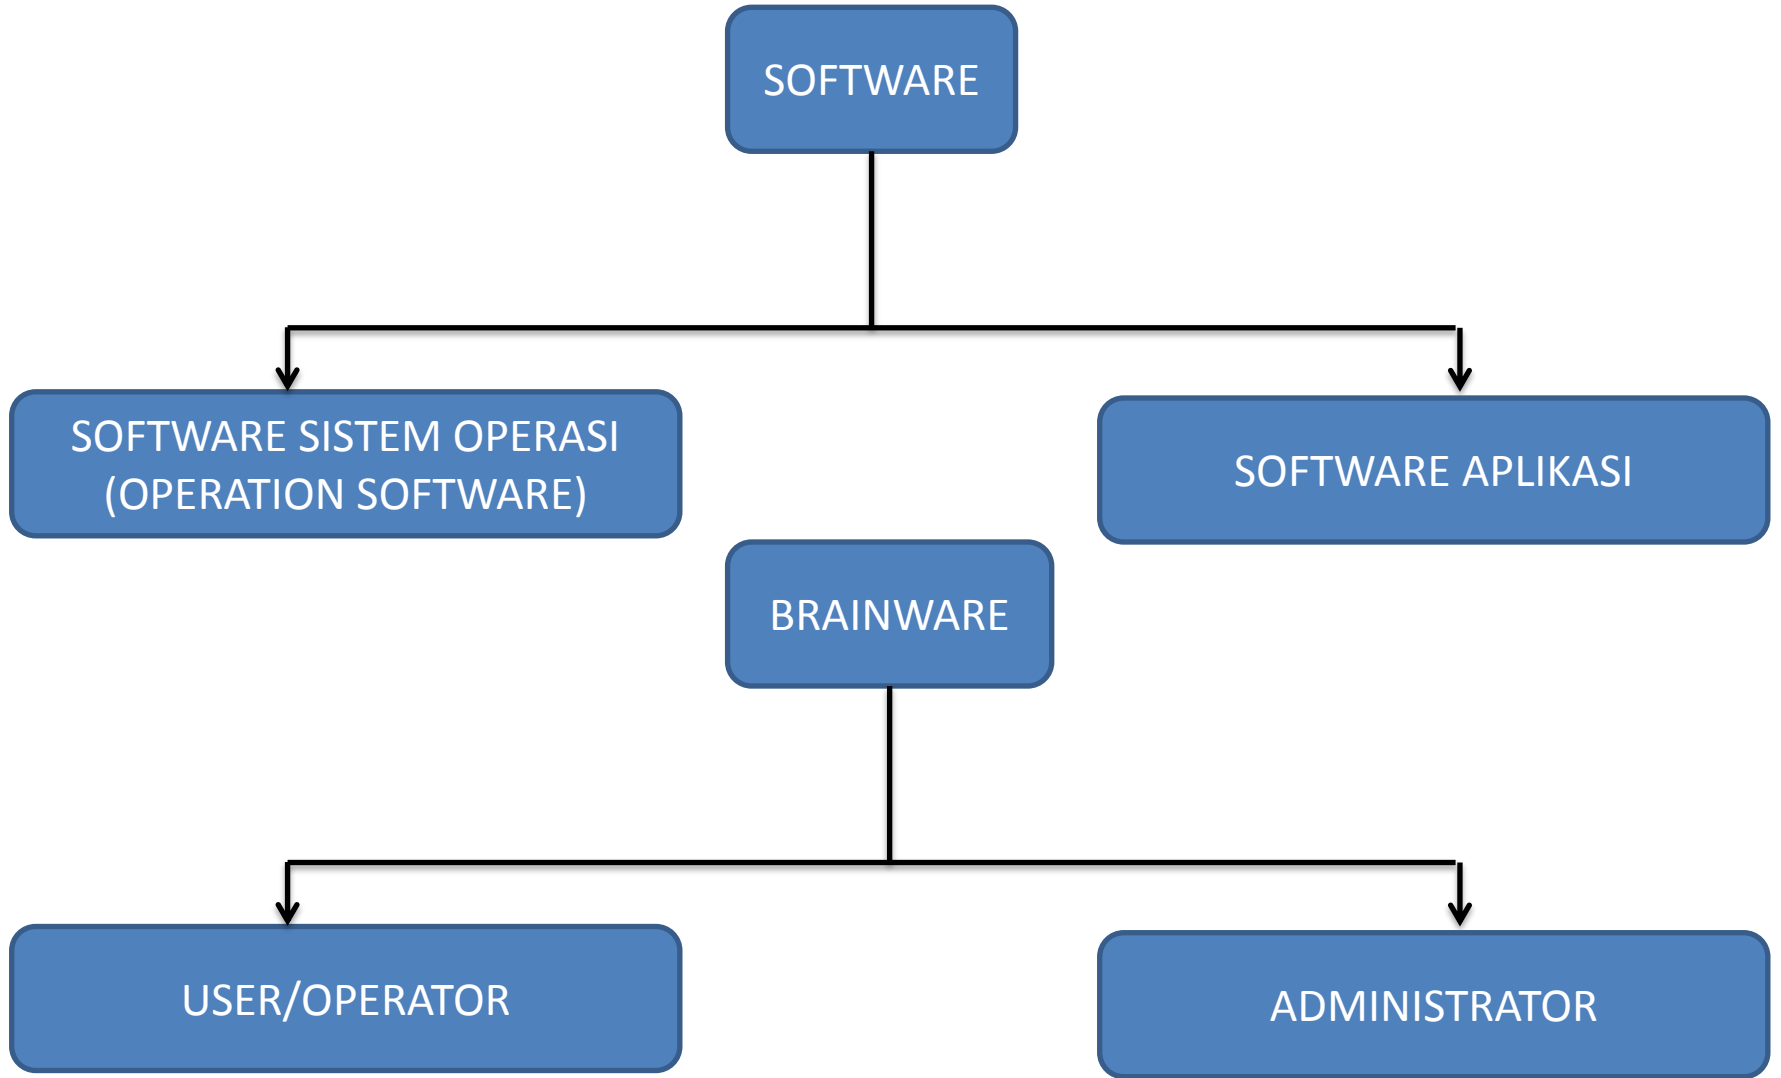 SOFTWARE
SOFTWARE SISTEM OPERASI
(OPERATION SOFTWARE)
SOFTWARE APLIKASI
BRAINWARE
USER/OPERATOR
ADMINISTRATOR